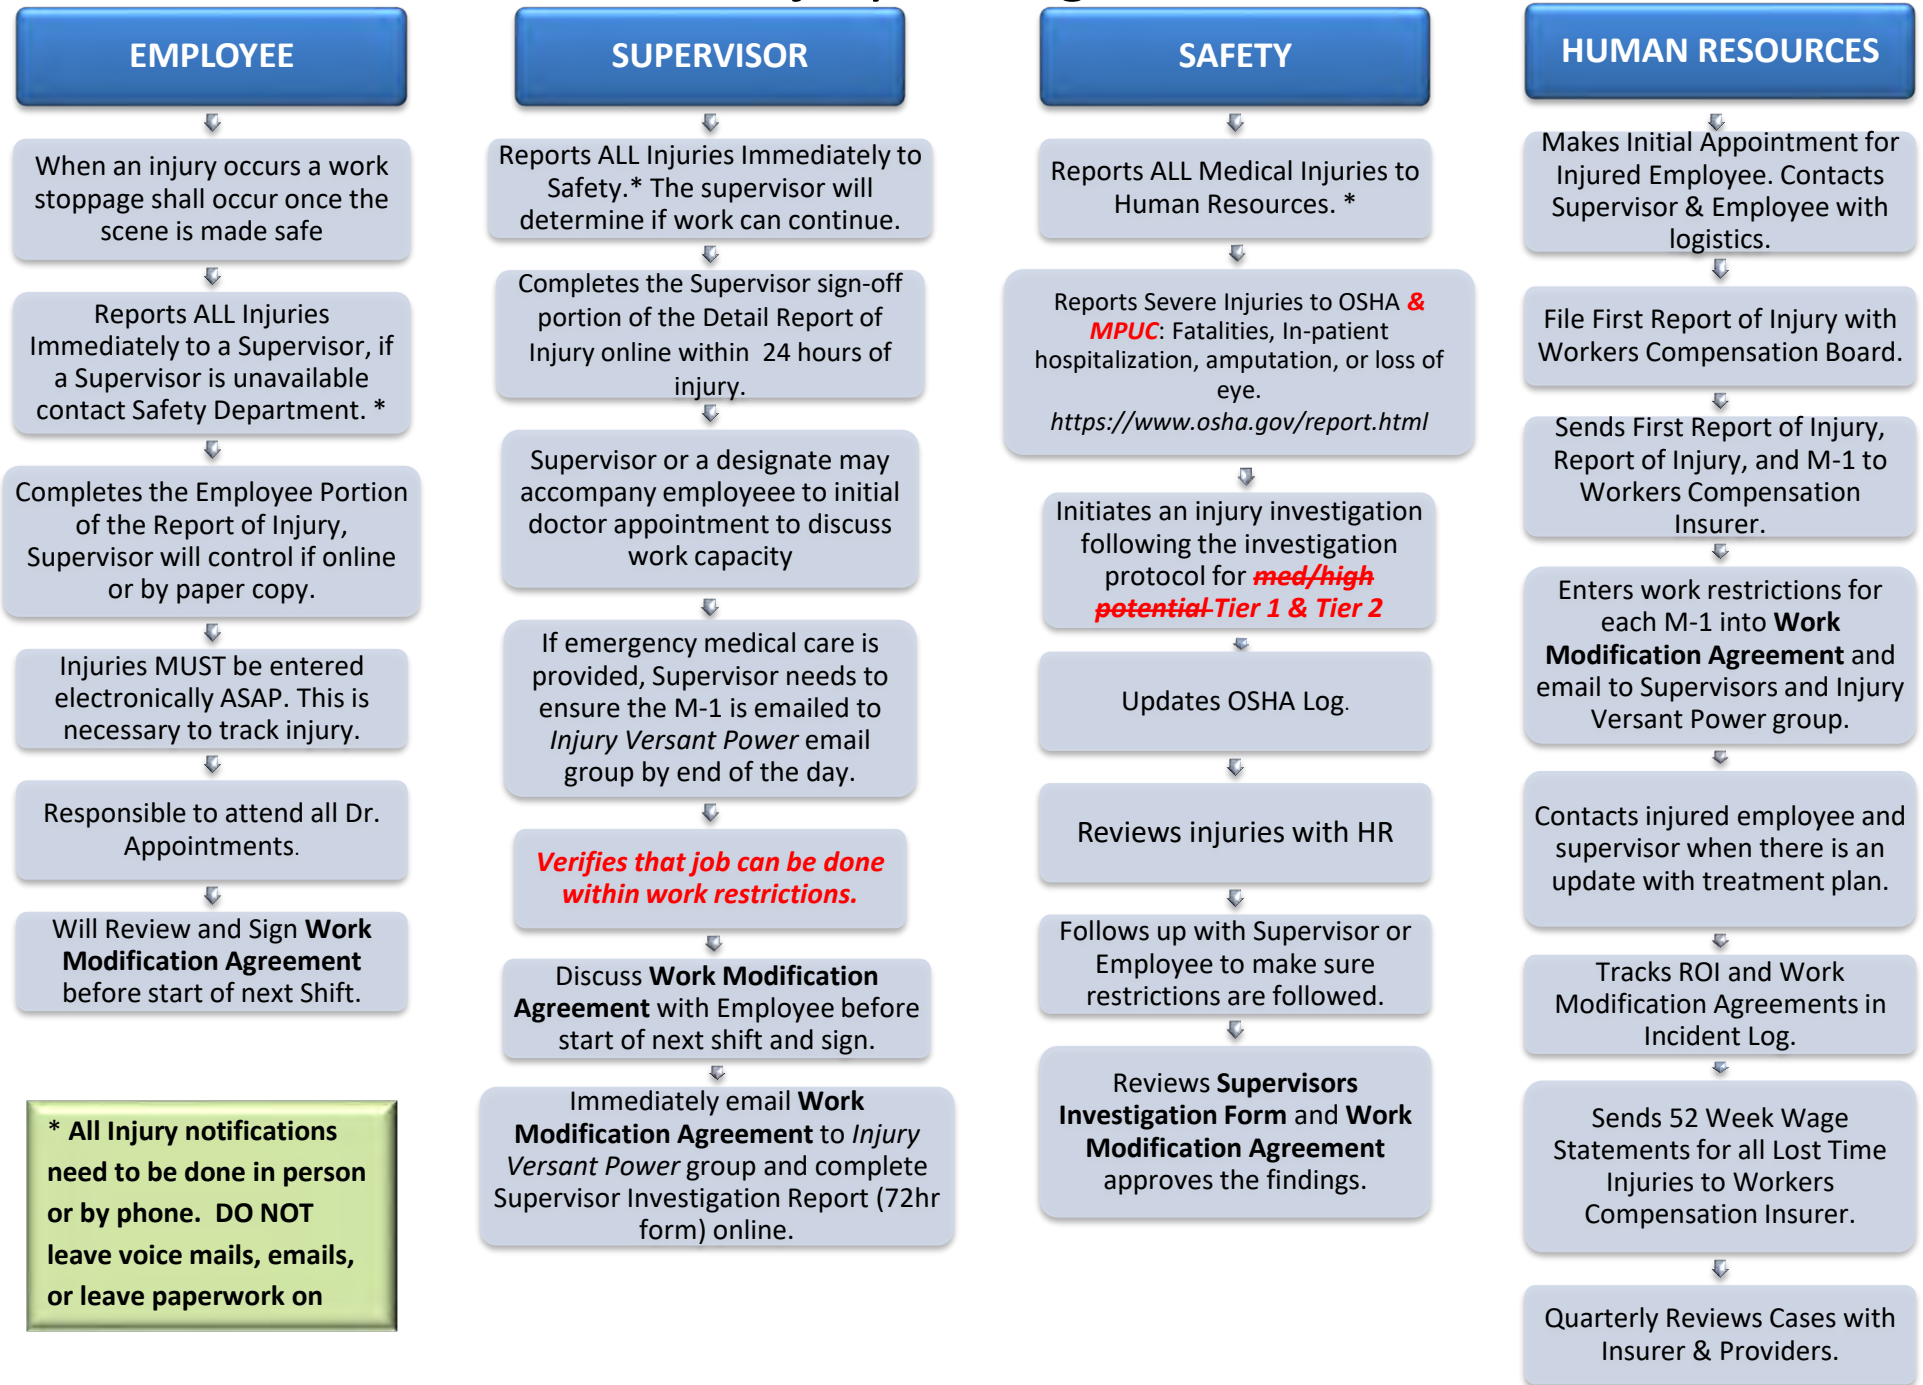 EMPLOYEE
When an injury occurs a work
stoppage shall occur once the
scene is made safe
Reports ALL Injuries
Immediately to a Supervisor, if
a Supervisor is unavailable
contact Safety Department. *
Completes the Employee Portion
of the Report of Injury,
Supervisor will control if online
or by paper copy.
Injuries MUST be entered
electronically ASAP. This is
necessary to track injury.
Responsible to attend all Dr.
Appointments.
Will Review and Sign Work
Modification Agreement
before start of next Shift.
* All Injury notifications
need to be done in person
or by phone. DO NOT
leave voice mails, emails,
or leave paperwork on
SUPERVISOR
Reports ALL Injuries Immediately to
Safety.* The supervisor will
determine if work can continue.
Completes the Supervisor sign-off
portion of the Detail Report of
Injury online within 24 hours of
injury.
Supervisor or a designate may
accompany employeee to initial
doctor appointment to discuss
work capacity
If emergency medical care is
provided, Supervisor needs to
ensure the M-1 is emailed to
Injury Versant Power email
group by end of the day.
Verifies that job can be done
within work restrictions.
Discuss Work Modification
Agreement with Employee before
start of next shift and sign.
Immediately email Work
Modification Agreement to Injury
Versant Power group and complete
Supervisor Investigation Report (72hr
form) online.
SAFETY
Reports ALL Medical Injuries to
Human Resources. *
Reports Severe Injuries to OSHA &
MPUC: Fatalities, In-patient
hospitalization, amputation, or loss of
eye.
https://www.osha.gov/report.html
Initiates an injury investigation
following the investigation
protocol for med/high
potential Tier 1 & Tier 2
Updates OSHA Log.
Reviews injuries with HR
Follows up with Supervisor or
Employee to make sure
restrictions are followed.
Reviews Supervisors
Investigation Form and Work
Modification Agreement
approves the findings.
HUMAN RESOURCES
Makes Initial Appointment for
Injured Employee. Contacts
Supervisor & Employee with
logistics.
File First Report of Injury with
Workers Compensation Board.
Sends First Report of Injury,
Report of Injury, and M-1 to
Workers Compensation
Insurer.
Enters work restrictions for
each M-1 into Work
Modification Agreement and
email to Supervisors and Injury
Versant Power group.
Contacts injured employee and
supervisor when there is an
update with treatment plan.
Tracks ROI and Work
Modification Agreements in
Incident Log.
Sends 52 Week Wage
Statements for all Lost Time
Injuries to Workers
Compensation Insurer.
Quarterly Reviews Cases with
Insurer & Providers.